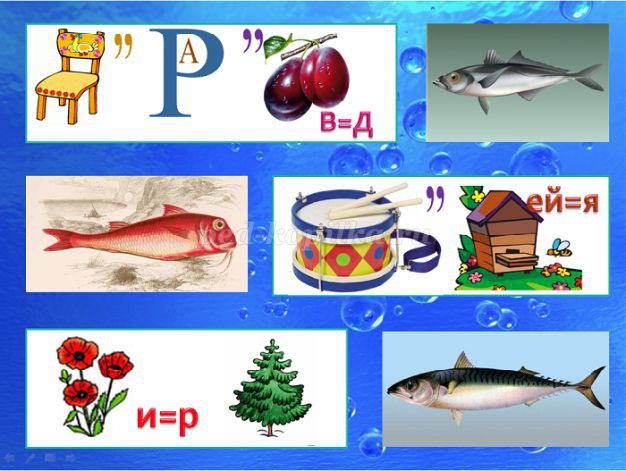 ,, Р А ,,
В=Д
,, ей=я
и=р